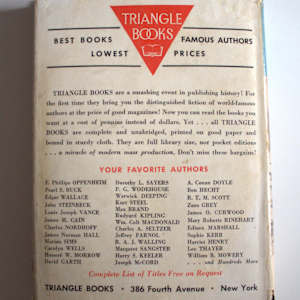 TRIANGLE
BOOKS
BEST BOOKS FAMOUS AUTHORS
LOWEST PRICES
TRIANGLE BOOKS are a smashing event in publishing history! For
the first time they bring you the distinguished fiction of world-famous
authors at the price of good magazines! Now you can read the books you
want at a cost of pennies instead of dollars. Yet . . . all TRIANGLE
BOOKS are complete and unabridged, printed on good paper and
bound in sturdy cloth. They are full library size, not pocket editions
. . . a miracle of modern mass production. Don't miss these bargains!
YOUR FAVORITE AUTHORS
E. Phillips OPPENHEIM Dorothy L. SAYERS A. Conan DOYLE
Pearl S. BUCK P. G. WODEHOUSE Ben HECHT
Edgar WALLACE Warwick DEEPING R. T. M. SCOTT
John STEINBECK Kurt STEEL Zane GREY
Louis Joseph VANCE Max BRAND James O. CURWOOD
James M. CAIN Rudyard KIPLING Mary Roberts RINEHART
Charles NORDHOFF Wm. Colt MACDONALD Edison MARSHALL
James Norman HALL Charles A. SELTZER Sophie KERR
Maxine SIMS Jeffery FARNOL Harriet HENRY
Carolyn WELLS R. A. J. WALLING Lee THAYER
Honoré W. MORROW Margaret SANGSTER William B. MOWERY
David GARTH Harry S. KEELER . . . and Hundreds More
Joseph McCORD
Complete List of Titles Free on Request
TRIANGLE BOOKS · 386 Fourth Avenue · New York